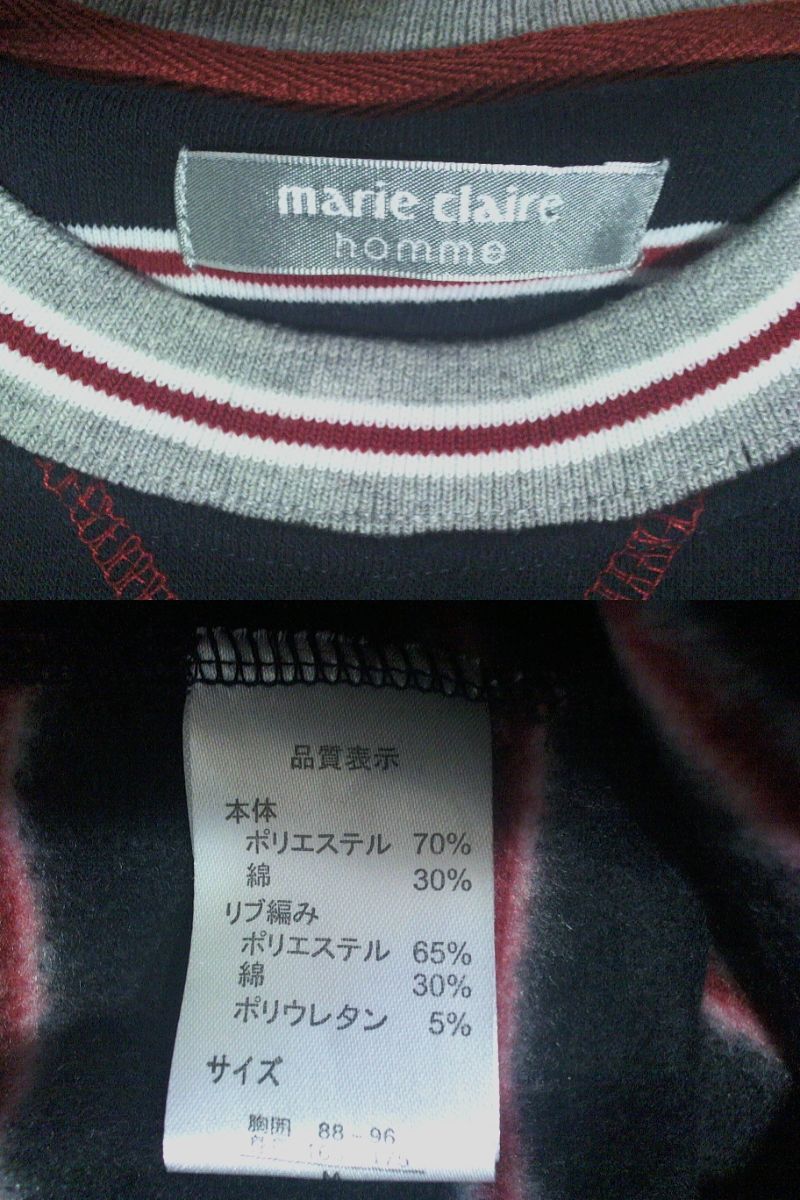 marie claire
homme
品質表示
本体
ポリエステル 70%
綿 30%
リブ編み
ポリエステル 65%
綿 30%
ポリウレタン 5%
サイズ
胸囲 88-96
175
M